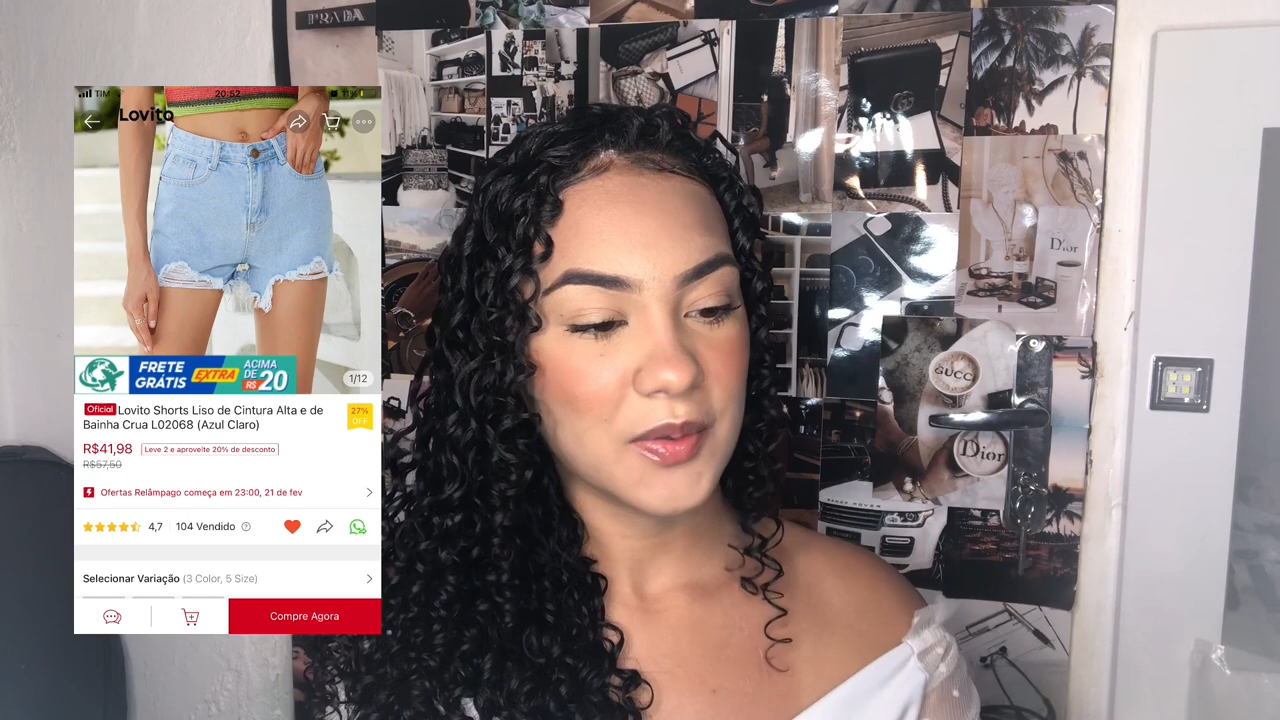 PRADA
TIM
20:52
Lovito
FRETE
GRÁTIS
EXTRA
ACIMA
DE
R$
20
1/12
Oficial Lovito Shorts Liso de Cintura Alta e de
Bainha Crua L02068 (Azul Claro)
27%
OFF
R$41,98
Leve 2 e aproveite 20% de desconto
R$57,50
Ofertas Relâmpago começa em 23:00, 21 de fev
4,7
104 Vendido
?
Selecionar Variação (3 Color, 5 Size)
Compre Agora
Dior
GUCCI
Dior
RANGE ROVER